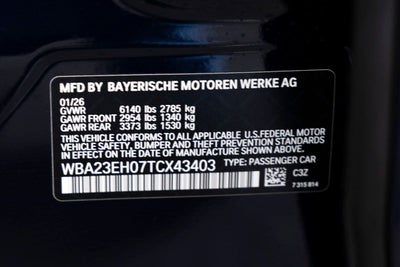 MFD BY BAYERISCHE MOTOREN WERKE AG
01/26
GVWR 6140 lbs 2785 kg
GAWR FRONT 2954 lbs 1340 kg
GAWR REAR 3373 lbs 1530 kg
THIS VEHICLE CONFORMS TO ALL APPLICABLE U.S.FEDERAL MOTOR
VEHICLE SAFETY, BUMPER AND THEFT PREVENTION STANDARDS
IN EFFECT ON THE DATE OF MANUFACTURE SHOWN ABOVE.
WBA23EH07TCX43403 TYPE: PASSENGER CAR
C3Z
7 315 814